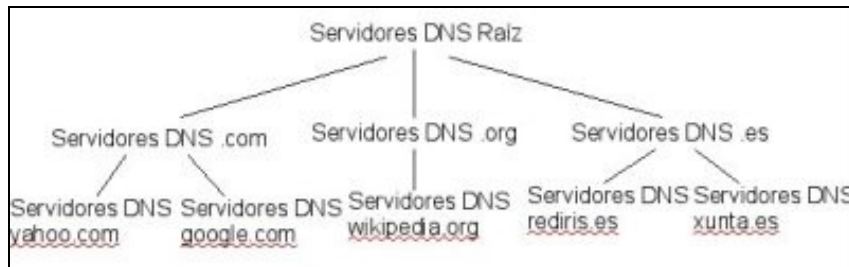 Servidores DNS Raíz
Servidores DNS .com
Servidores DNS .org
Servidores DNS .es
Servidores DNS
yahoo.com
Servidores DNS
google.com
Servidores DNS
wikipedia.org
Servidores DNS
rediris.es
Servidores DNS
xunta.es